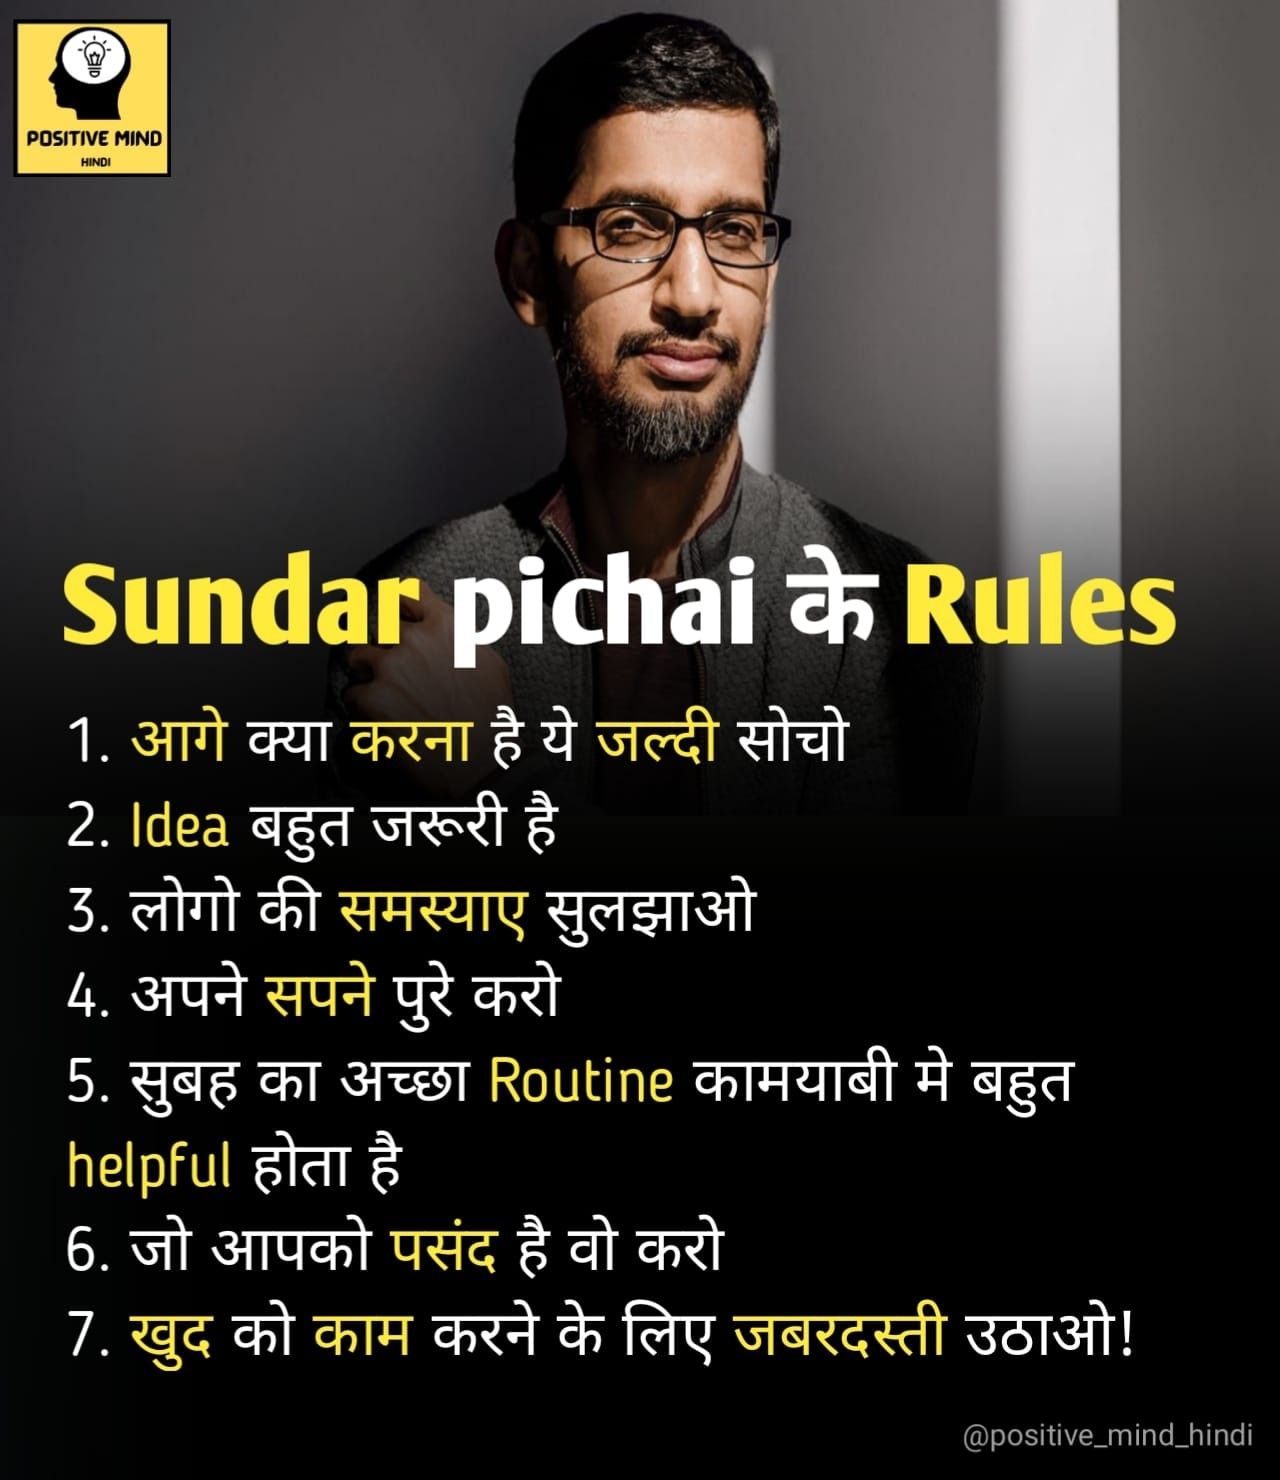 POSITIVE MIND
HINDI
Sundar pichai के Rules
1. आगे क्या करना है ये जल्दी सोचो
2. Idea बहुत जरूरी है
3. लोगो की समस्याए सुलझाओ
4. अपने सपने पुरे करो
5. सुबह का अच्छा Routine कामयाबी मे बहुत
helpful होता है
6. जो आपको पसंद है वो करो
7. खुद को काम करने के लिए जबरदस्ती उठाओ!
@positive_mind_hindi